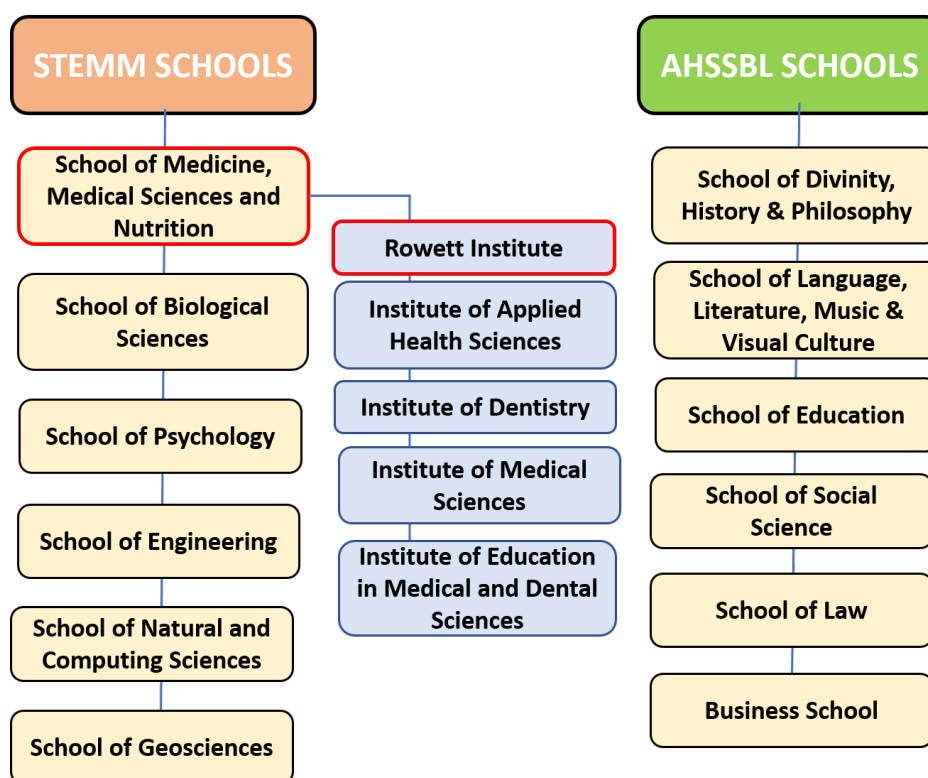 STEMM SCHOOLS
School of Medicine,
Medical Sciences and
Nutrition
School of Biological
Sciences
School of Psychology
School of Engineering
School of Natural and
Computing Sciences
School of Geosciences
Rowett Institute
Institute of Applied
Health Sciences
Institute of Dentistry
Institute of Medical
Sciences
Institute of Education
in Medical and Dental
Sciences
AHSSBL SCHOOLS
School of Divinity,
History & Philosophy
School of Language,
Literature, Music &
Visual Culture
School of Education
School of Social
Science
School of Law
Business School